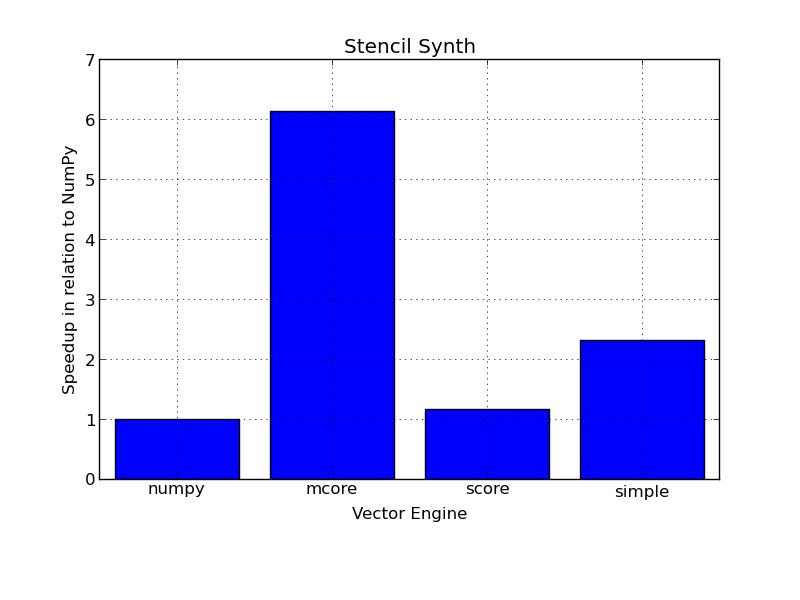 Stencil Synth
7
6
5
4
3
2
1
0
Speedup in relation to NumPy
numpy mcore score simple
Vector Engine